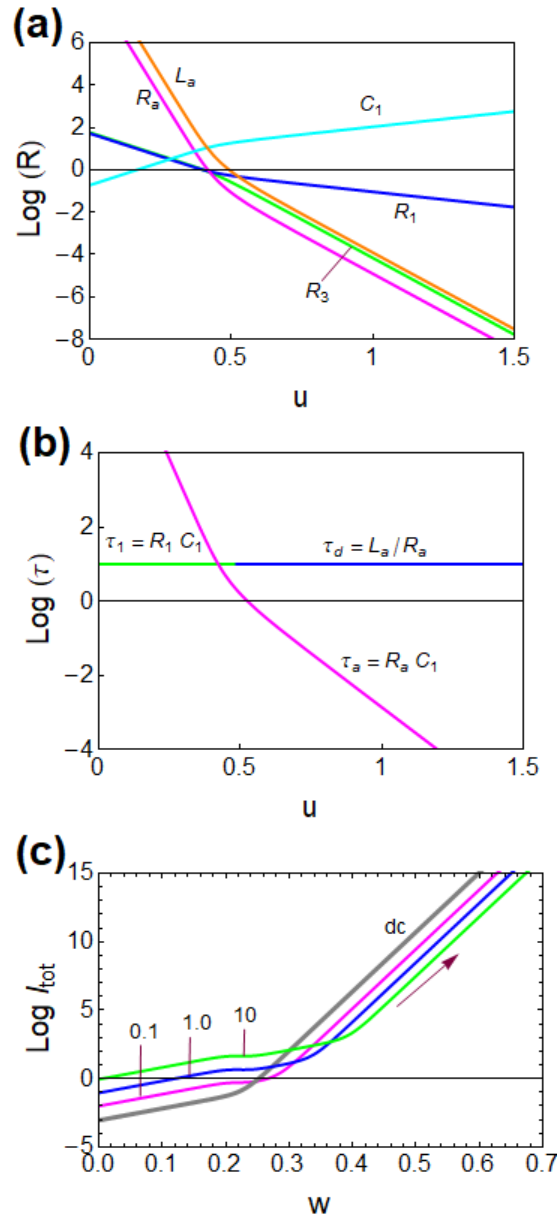 (a)
6
4
2
0
−2
−4
−6
−8
Log (R)
L_a
R_a
C_1
R_1
R_3
0
0.5
1
1.5
u
(b)
4
2
0
−2
−4
Log (τ)
τ_1 = R_1 C_1
τ_d = L_a/R_a
τ_a = R_a C_1
0
0.5
1
1.5
u
(c)
15
10
5
0
−5
Log I_tot
dc
0.1
1.0
10
0.0
0.1
0.2
0.3
0.4
0.5
0.6
0.7
w